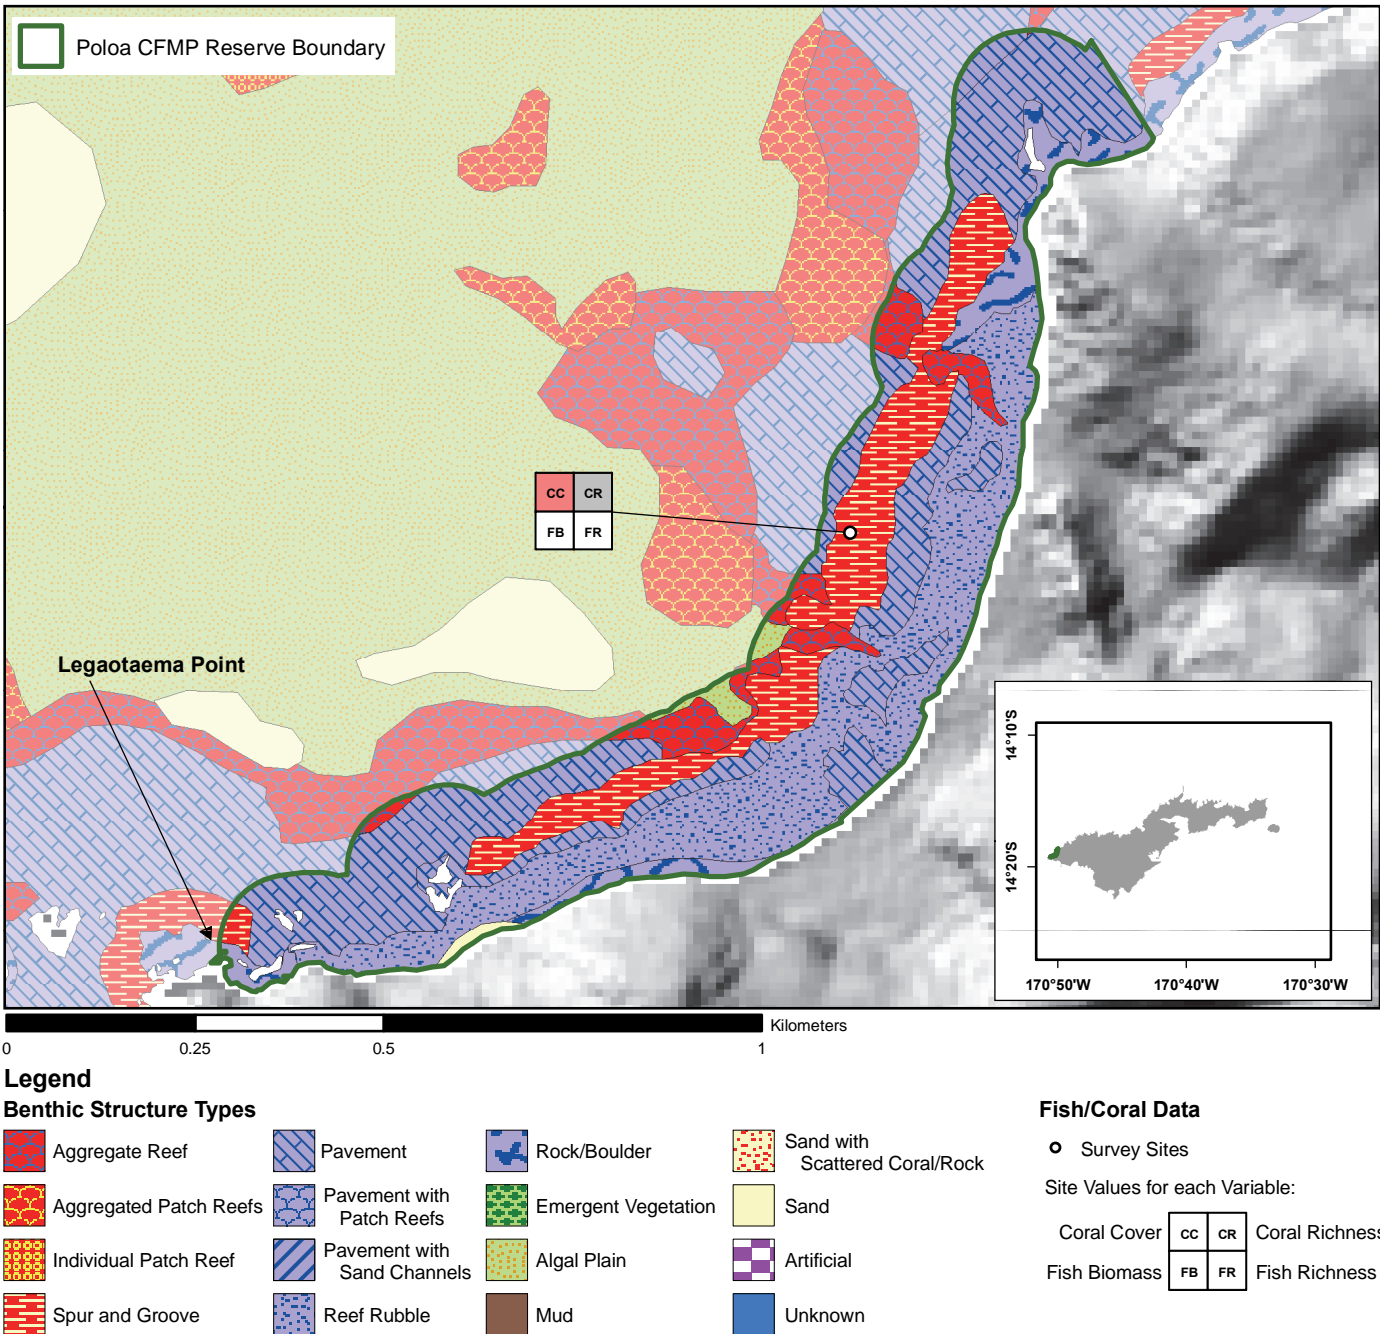 Poloa CFMP Reserve Boundary
CC CR
FB FR
Legaotaema Point
14°10'S
14°20'S
170°50'W 170°40'W 170°30'W
Kilometers
0 0.25 0.5 1
Legend
Benthic Structure Types
Aggregate Reef
Aggregated Patch Reefs
Individual Patch Reef
Spur and Groove
Pavement
Pavement with
Patch Reefs
Pavement with
Sand Channels
Reef Rubble
Rock/Boulder
Emergent Vegetation
Algal Plain
Mud
Sand with
Scattered Coral/Rock
Sand
Artificial
Unknown
Fish/Coral Data
Survey Sites
Site Values for each Variable:
Coral Cover CC CR Coral Richness
Fish Biomass FB FR Fish Richness